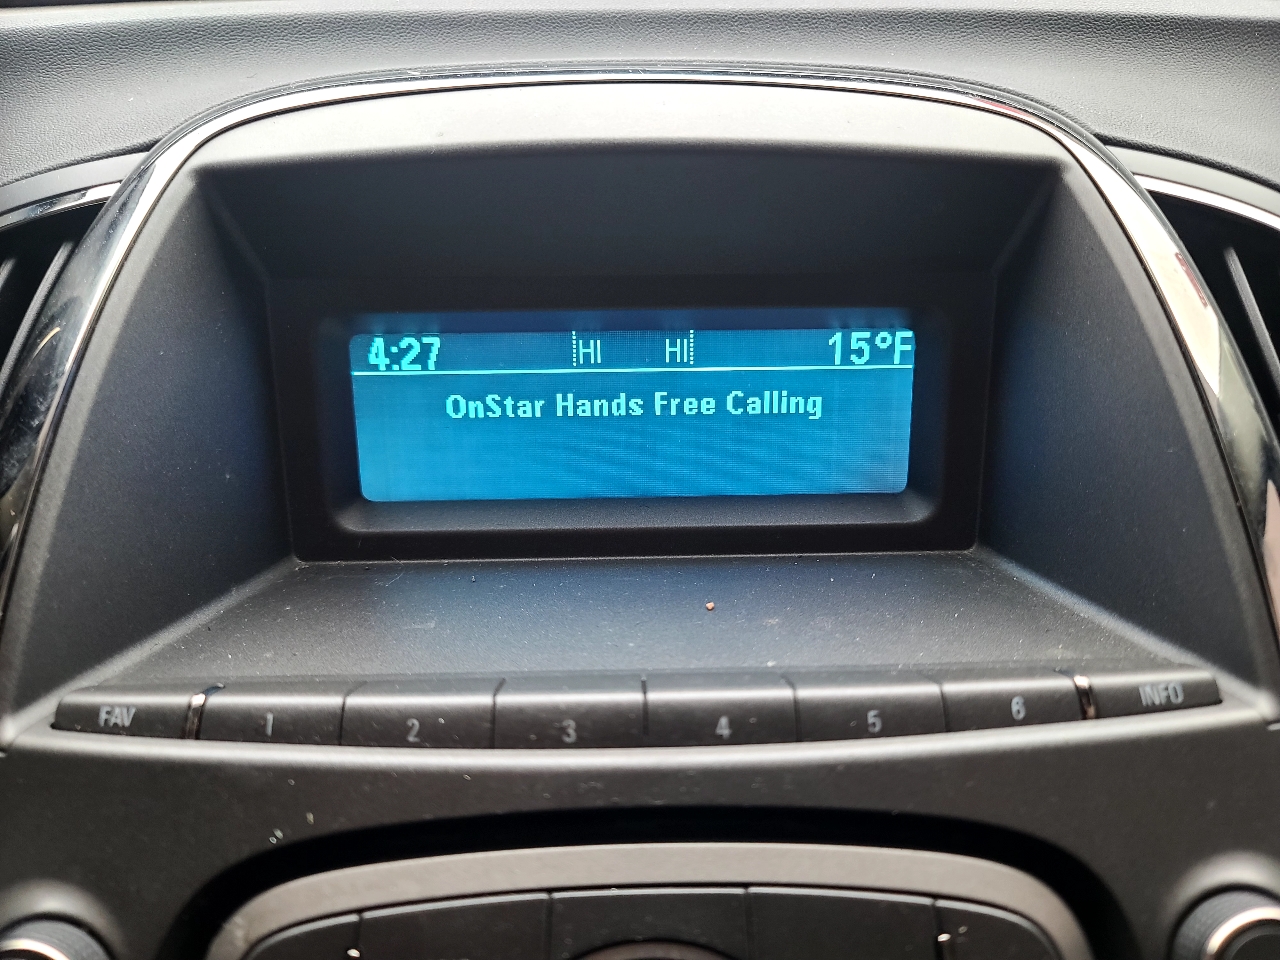 4:27 HI HI 15°F
OnStar Hands Free Calling
FAV 1 2 3 4 5 6 INFO